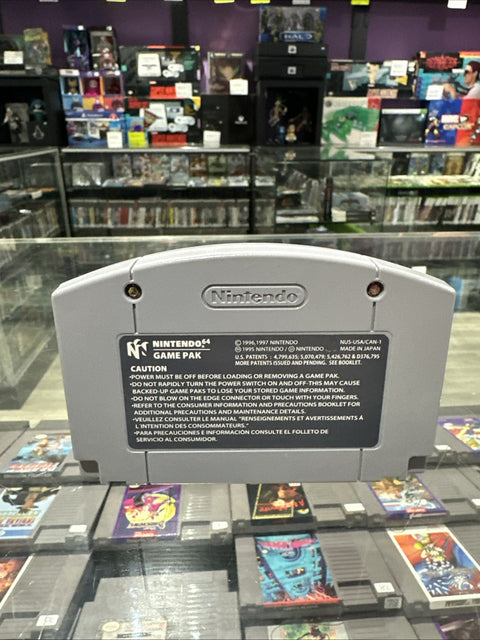 HALO
CAPCOM
Nintendo
NINTENDO 64
GAME PAK
© 1996, 1997 NINTENDO
© 1995 NINTENDO / © NINTENDO
NUS-USA/CAN-1
MADE IN JAPAN
U.S. PATENTS : 4,799,635; 5,070,479; 5,426,762 & D376,795
MORE PATENTS ISSUED AND PENDING. SEE BOOKLET.
CAUTION
•POWER MUST BE OFF BEFORE LOADING OR REMOVING A GAME PAK.
•DO NOT RAPIDLY TURN THE POWER SWITCH ON AND OFF-THIS MAY CAUSE
BACKED UP GAME PAKS TO LOSE YOUR STORED GAME INFORMATION.
•DO NOT BLOW ON THE EDGE CONNECTOR OR TOUCH WITH YOUR FINGERS.
•REFER TO THE CONSUMER INFORMATION AND PRECAUTIONS BOOKLET FOR
ADDITIONAL PRECAUTIONS AND MAINTENANCE DETAILS.
•VEUILLEZ CONSULTER LE MANUAL "RENSEIGNEMENTS ET AVERTISSEMENTS Á
L'INTENTION DES CONSOMMATEURS."
•PARA PRECAUCIONES E INFORMACIÓN CONSULTE EL FOLLETO DE
SERVICIO AL CONSUMIDOR.